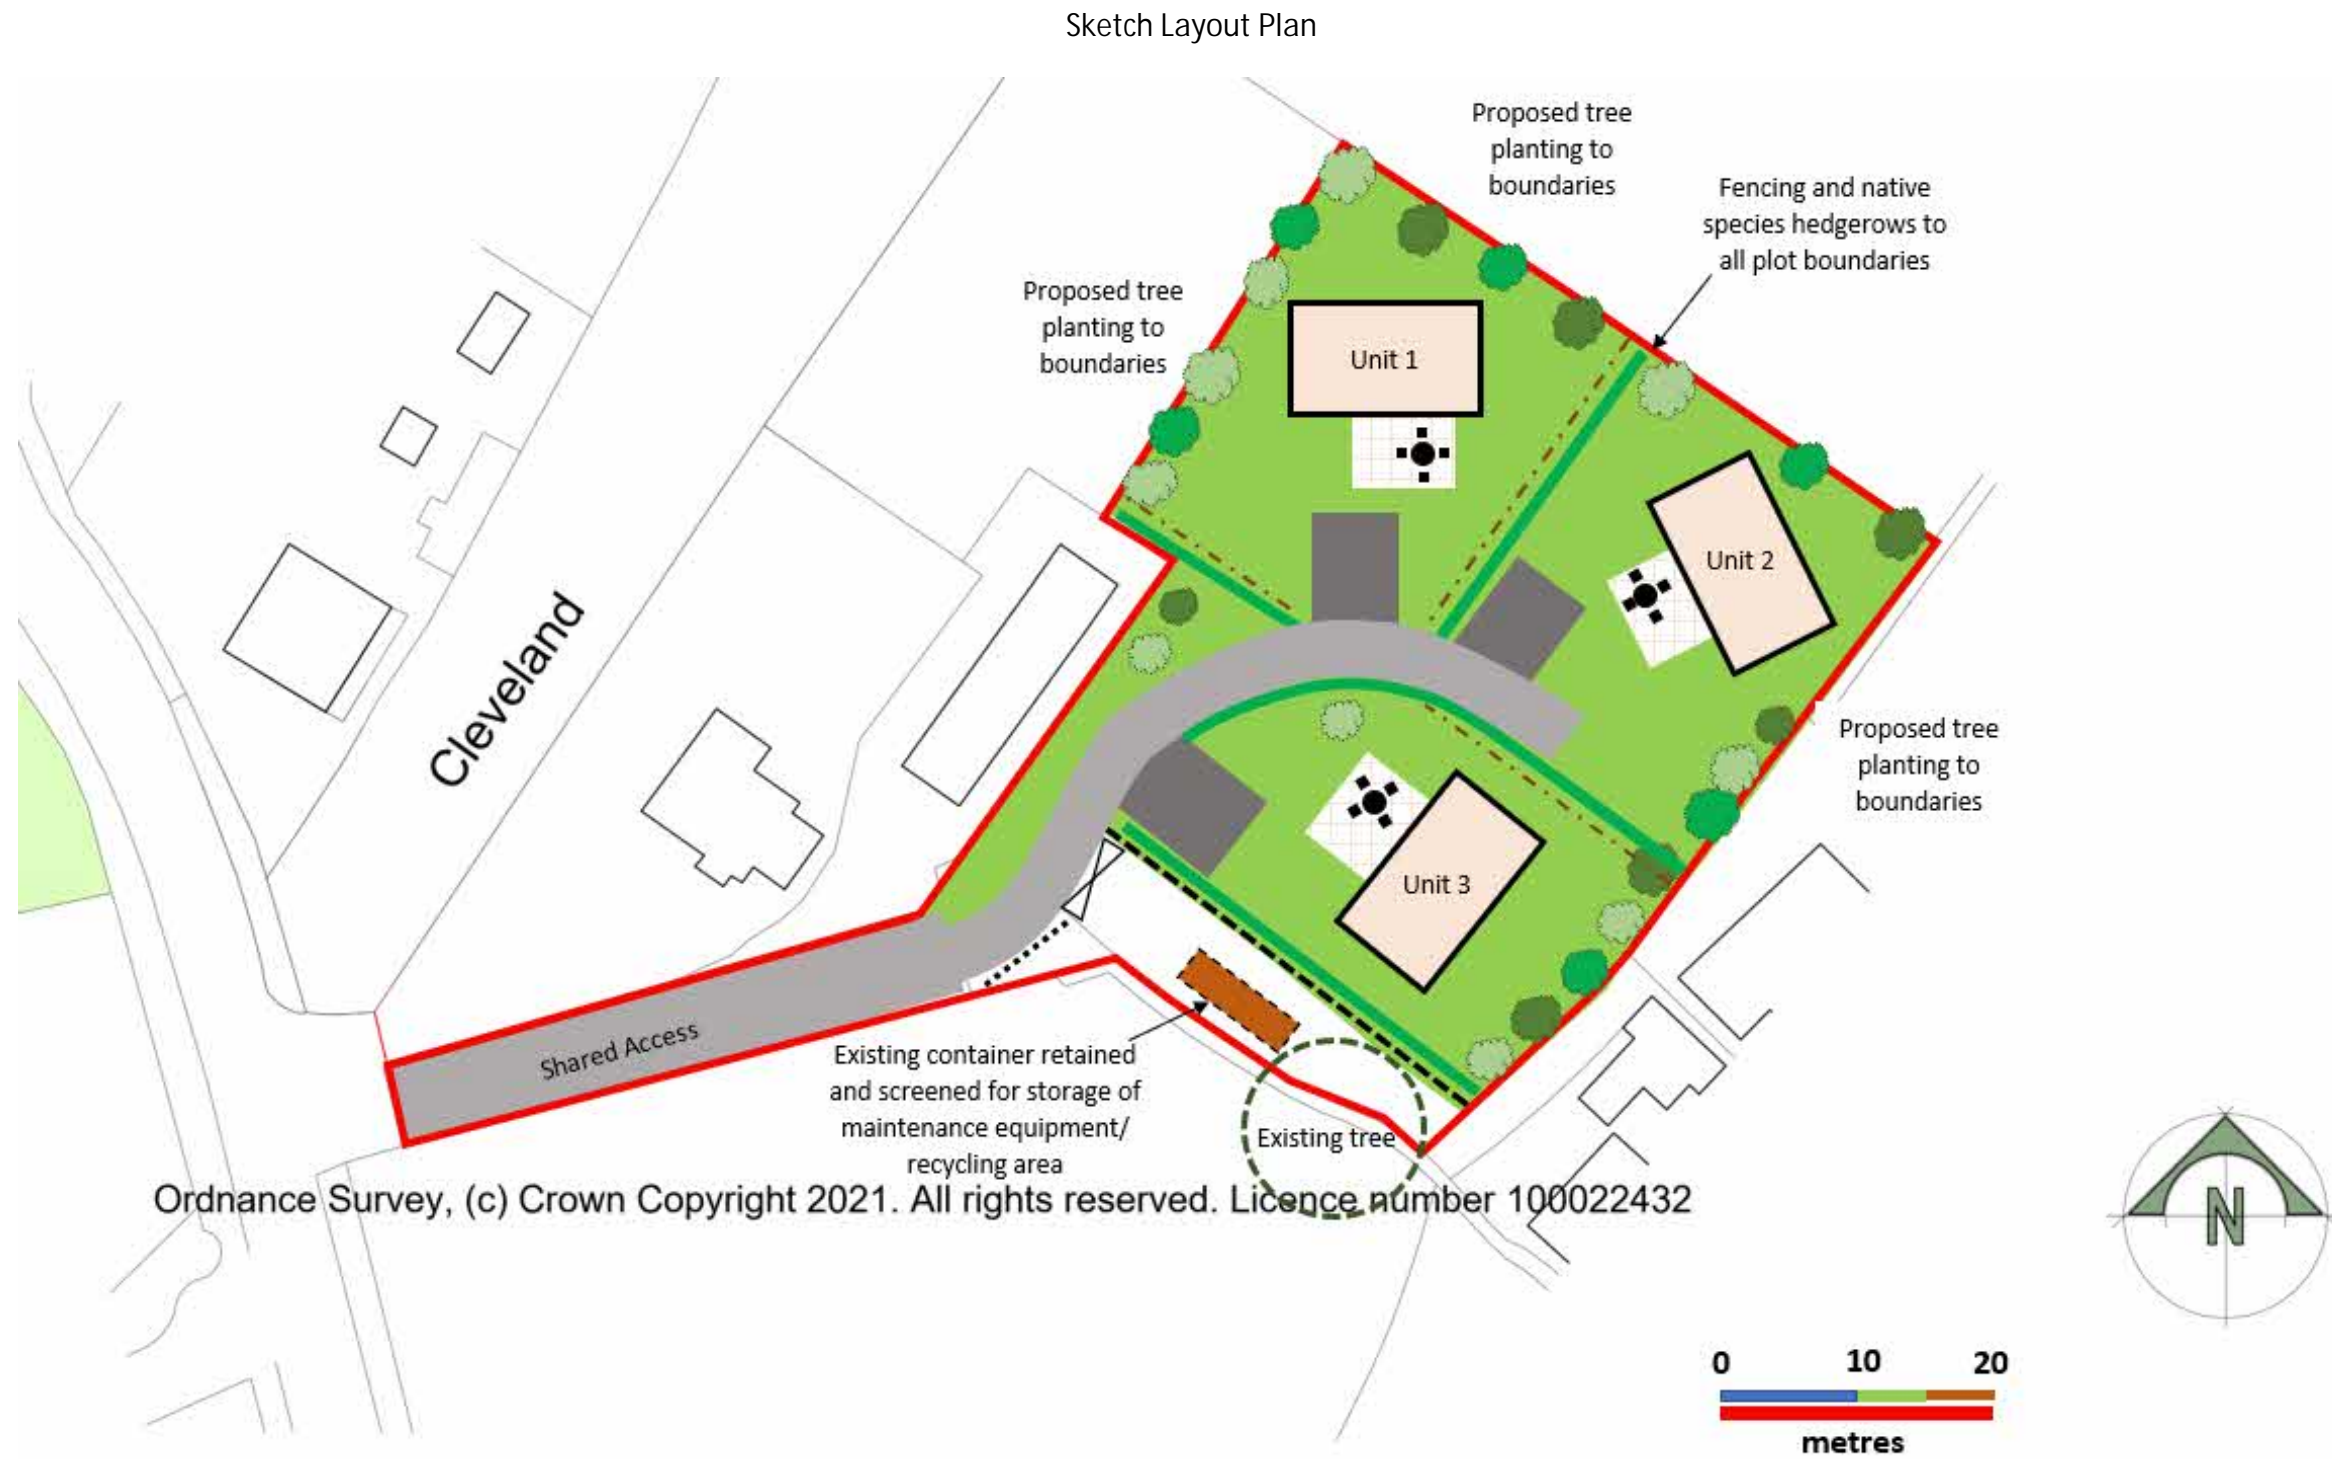 Sketch Layout Plan
Proposed tree
planting to
boundaries
Fencing and native
species hedgerows to
all plot boundaries
Proposed tree
planting to
boundaries
Unit 1
Unit 2
Cleveland
Proposed tree
planting to
boundaries
Unit 3
Shared Access
Existing container retained
and screened for storage of
maintenance equipment/
recycling area
Existing tree
Ordnance Survey, (c) Crown Copyright 2021. All rights reserved. Licence number 100022432
N
0 10 20
metres